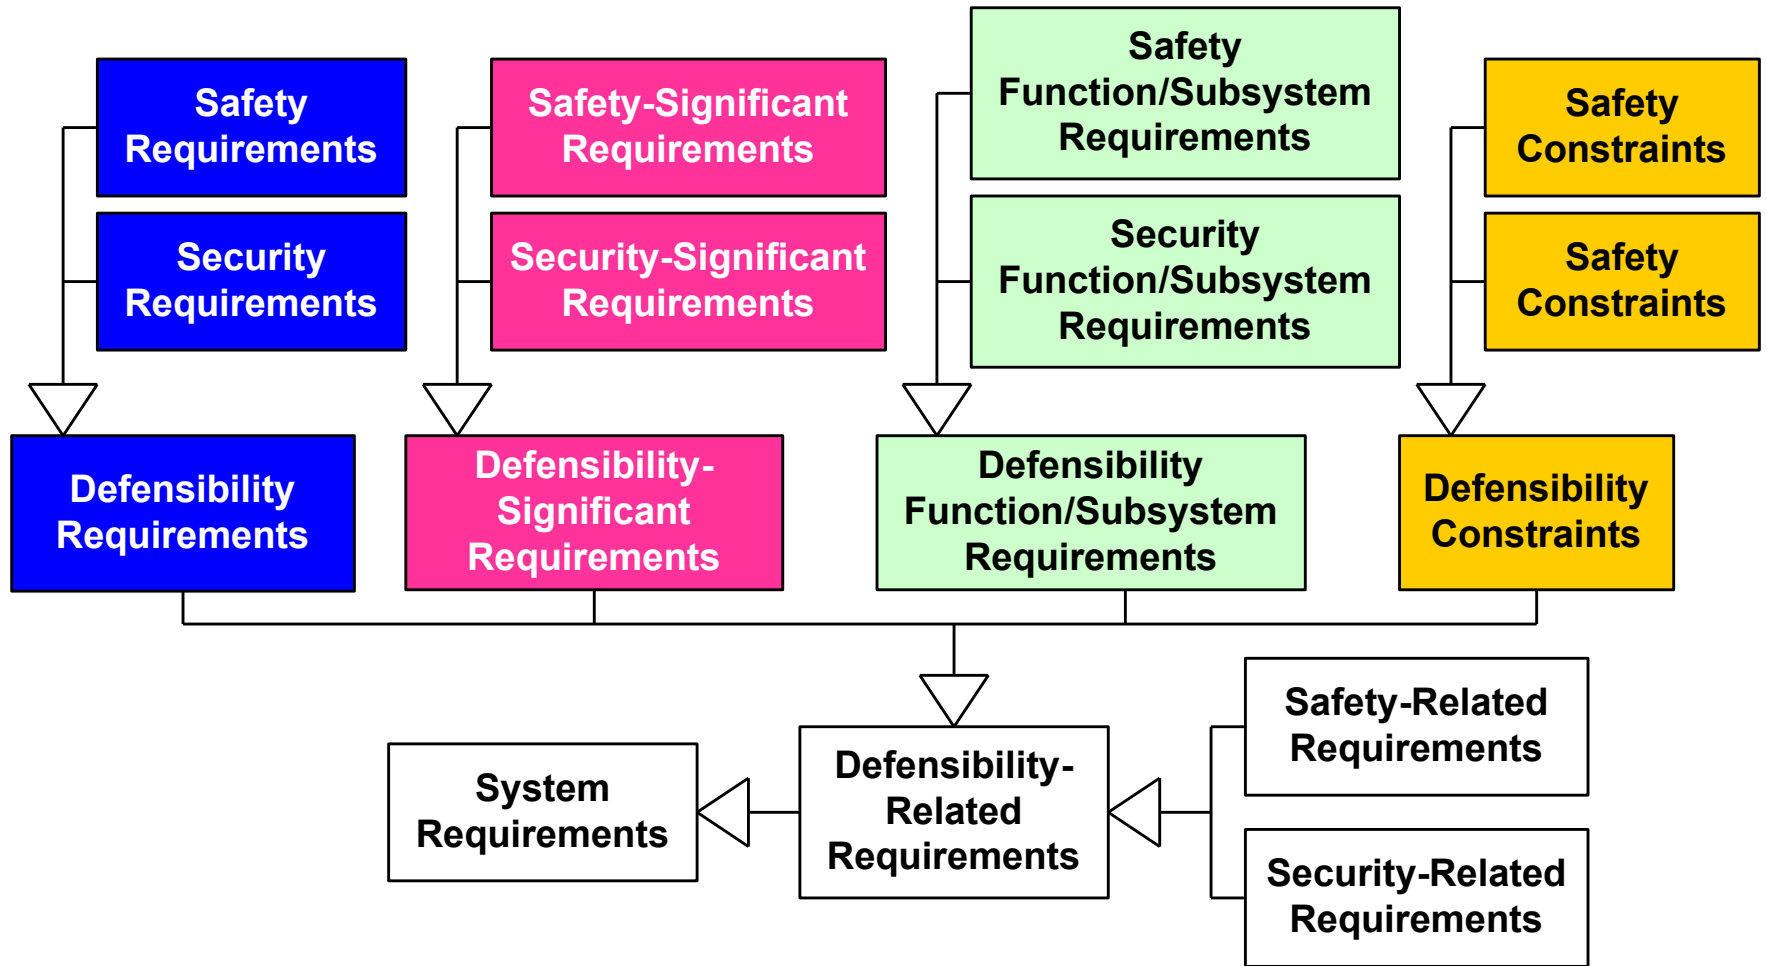 Safety
Requirements
Safety-Significant
Requirements
Safety
Function/Subsystem
Requirements
Safety
Constraints
Security
Requirements
Security-Significant
Requirements
Security
Function/Subsystem
Requirements
Safety
Constraints
Defensibility
Requirements
Defensibility-
Significant
Requirements
Defensibility
Function/Subsystem
Requirements
Defensibility
Constraints
System
Requirements
Defensibility-
Related
Requirements
Safety-Related
Requirements
Security-Related
Requirements